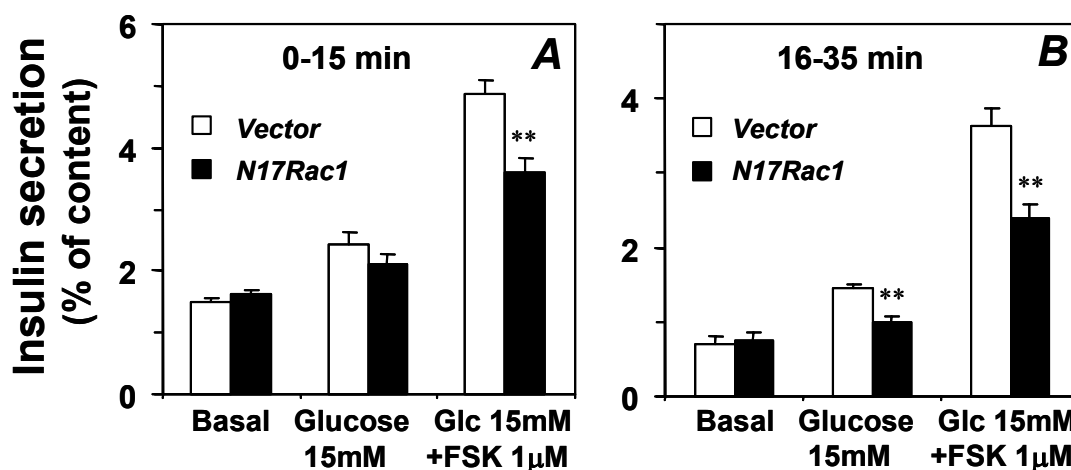 Insulin secretion
(% of content)
6
4
2
0
0-15 min
A
Vector
N17Rac1
**
Basal
Glucose
15mM
Glc 15mM
+FSK 1μM
4
2
0
16-35 min
B
Vector
N17Rac1
**
**
Basal
Glucose
15mM
Glc 15mM
+FSK 1μM